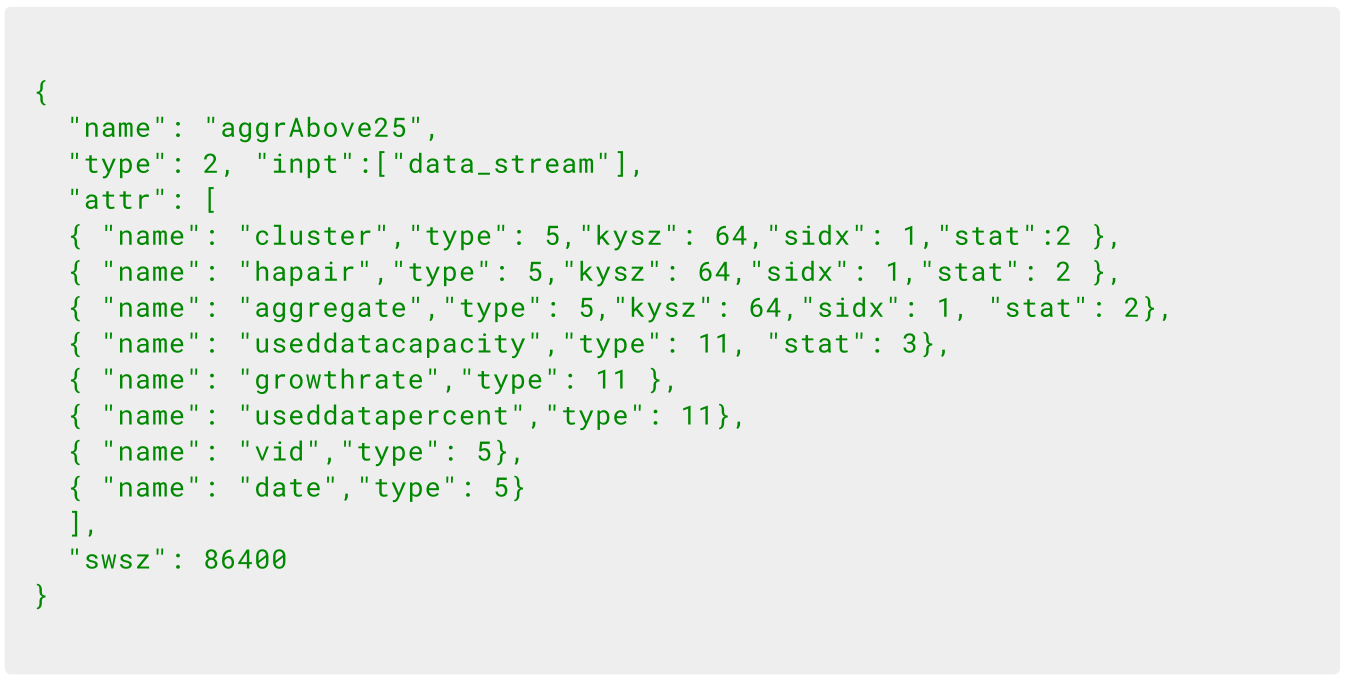 {
  "name": "aggrAbove25",
  "type": 2, "inpt":["data_stream"],
  "attr": [
  { "name": "cluster","type": 5,"kysz": 64,"sidx": 1,"stat":2 },
  { "name": "hapair","type": 5,"kysz": 64,"sidx": 1,"stat": 2 },
  { "name": "aggregate","type": 5,"kysz": 64,"sidx": 1, "stat": 2},
  { "name": "useddatacapacity","type": 11, "stat": 3},
  { "name": "growthrate","type": 11 },
  { "name": "useddatapercent","type": 11},
  { "name": "vid","type": 5},
  { "name": "date","type": 5}
  ],
  "swsz": 86400
}